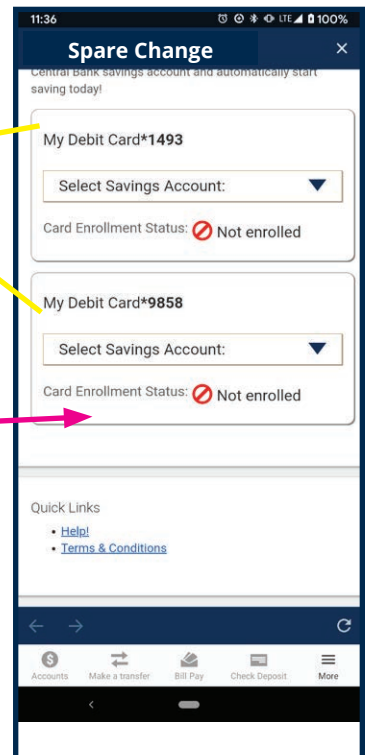 11:36 LTE 100%
Spare Change
Central Bank savings account and automatically start
saving today!
My Debit Card*1493
Select Savings Account:
Card Enrollment Status: Not enrolled
My Debit Card*9858
Select Savings Account:
Card Enrollment Status: Not enrolled
Quick Links
• Help!
• Terms & Conditions
Accounts Make a transfer Bill Pay Check Deposit More